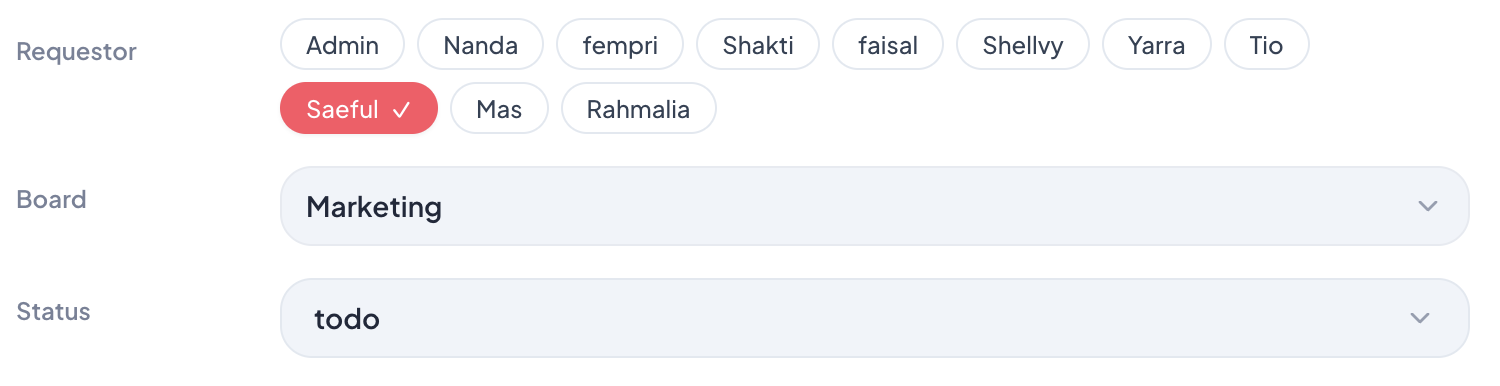 Requestor
Admin Nanda fempri Shakti faisal Shellvy Yarra Tio
Saeful Mas Rahmalia
Board
Marketing
Status
todo